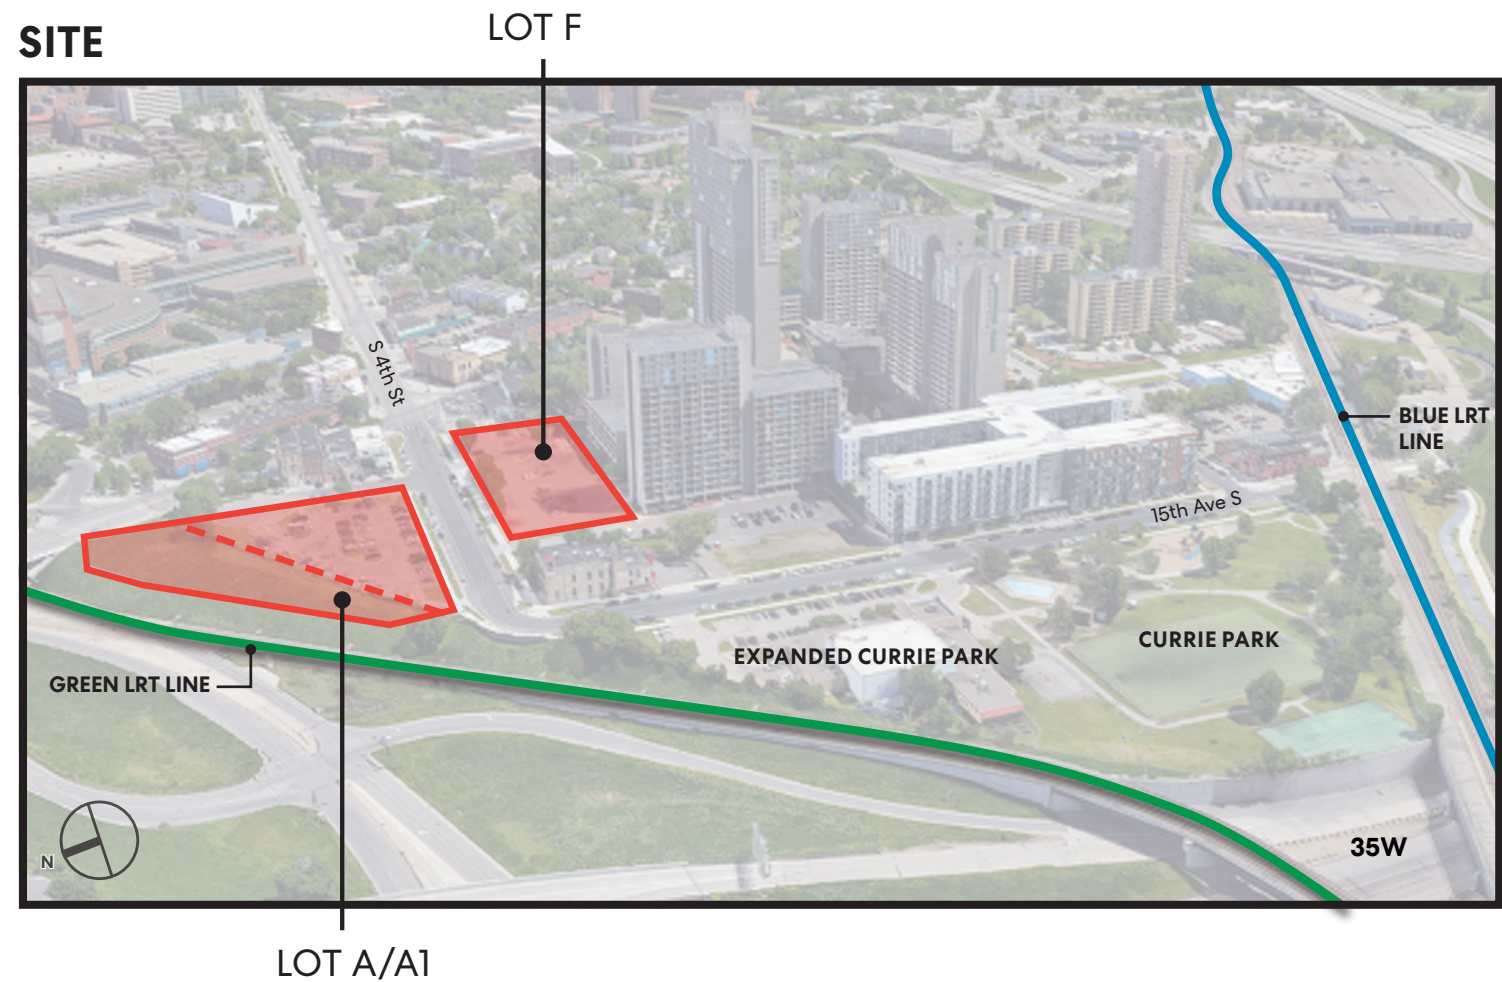 LOT F
SITE
S 4th St
BLUE LRT
LINE
15th Ave S
CURRIE PARK
EXPANDED CURRIE PARK
GREEN LRT LINE
35W
N
LOT A/A1